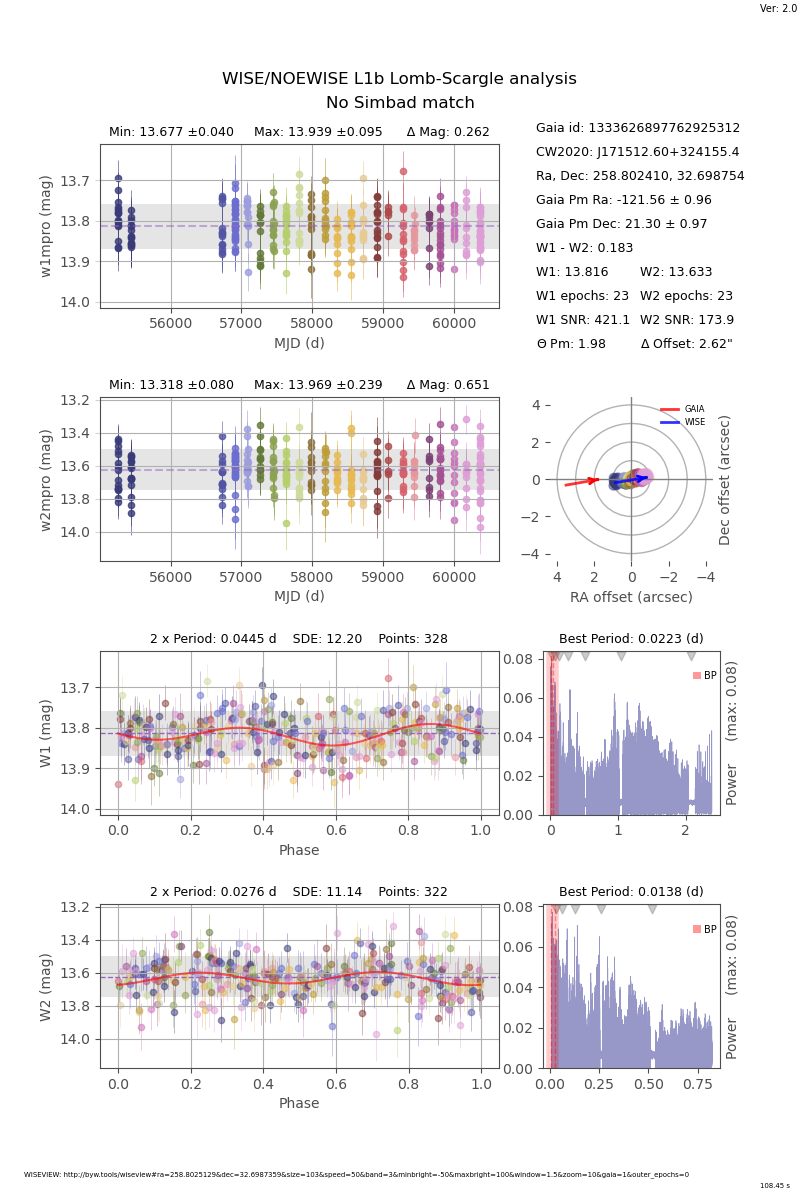 Ver: 2.0
WISE/NOEWISE L1b Lomb-Scargle analysis
No Simbad match
Min: 13.677 ±0.040 Max: 13.939 ±0.095 Δ Mag: 0.262
13.7
13.8
13.9
14.0
w1mpro (mag)
56000 57000 58000 59000 60000
MJD (d)
Gaia id: 1333626897762925312
CW2020: J171512.60+324155.4
Ra, Dec: 258.802410, 32.698754
Gaia Pm Ra: -121.56 ± 0.96
Gaia Pm Dec: 21.30 ± 0.97
W1 - W2: 0.183
W1: 13.816 W2: 13.633
W1 epochs: 23 W2 epochs: 23
W1 SNR: 421.1 W2 SNR: 173.9
Θ Pm: 1.98 Δ Offset: 2.62"
Min: 13.318 ±0.080 Max: 13.969 ±0.239 Δ Mag: 0.651
13.2
13.4
13.6
13.8
14.0
w2mpro (mag)
56000 57000 58000 59000 60000
MJD (d)
GAIA
WISE
4
2
0
−2
−4
Dec offset (arcsec)
4 2 0 −2 −4
RA offset (arcsec)
2 x Period: 0.0445 d SDE: 12.20 Points: 328
13.7
13.8
13.9
14.0
W1 (mag)
0.0 0.2 0.4 0.6 0.8 1.0
Phase
Best Period: 0.0223 (d)
BP
0.08
0.06
0.04
0.02
0.00
Power (max: 0.08)
0 1 2
2 x Period: 0.0276 d SDE: 11.14 Points: 322
13.2
13.4
13.6
13.8
14.0
W2 (mag)
0.0 0.2 0.4 0.6 0.8 1.0
Phase
Best Period: 0.0138 (d)
BP
0.08
0.06
0.04
0.02
0.00
Power (max: 0.08)
0.00 0.25 0.50 0.75
WISEVIEW: http://byw.tools/wiseview#ra=258.8025129&dec=32.6987359&size=103&speed=50&band=3&minbright=-50&maxbright=100&window=1.5&zoom=10&gaia=1&outer_epochs=0
108.45 s